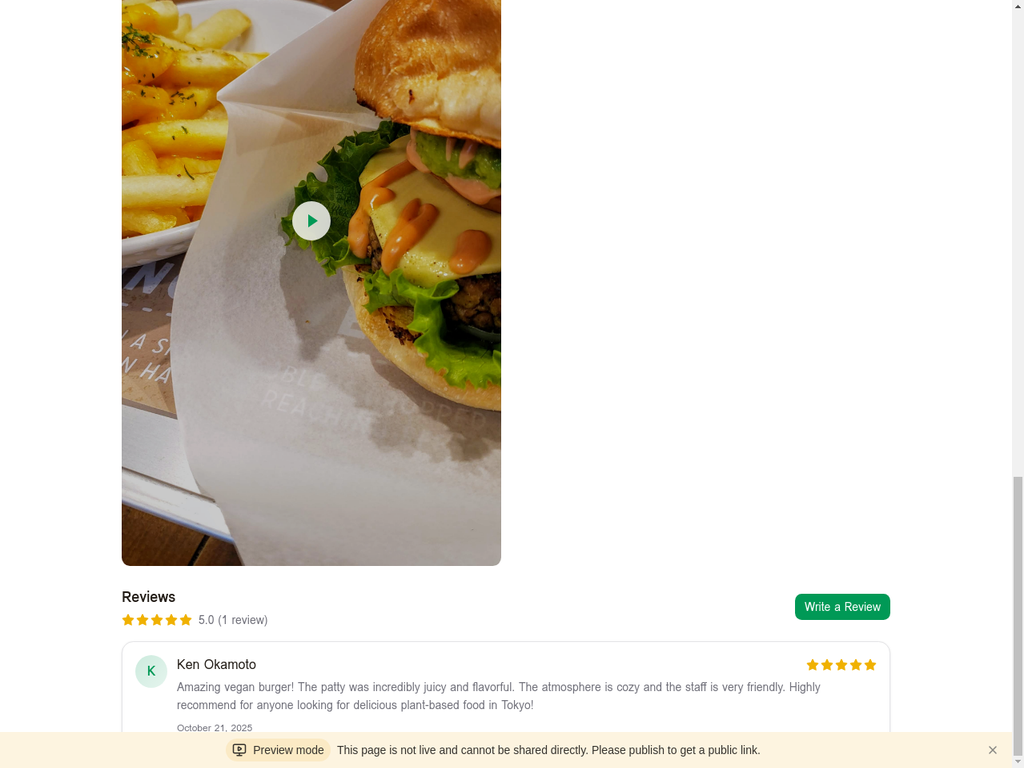 Reviews
5.0 (1 review)
Write a Review
K
Ken Okamoto
Amazing vegan burger! The patty was incredibly juicy and flavorful. The atmosphere is cozy and the staff is very friendly. Highly
recommend for anyone looking for delicious plant-based food in Tokyo!
October 21, 2025
Preview mode
This page is not live and cannot be shared directly. Please publish to get a public link.